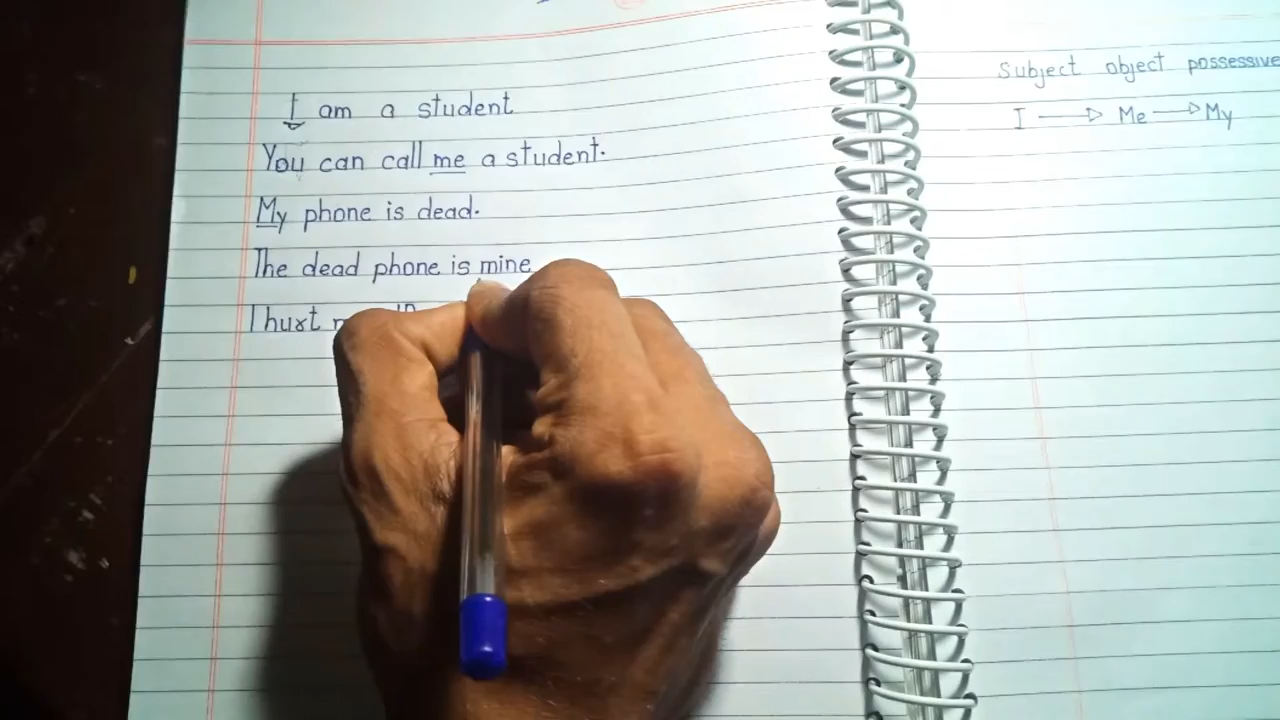 I am a student
You can call me a student.
My phone is dead.
The dead phone is mine
I hurt
Subject object possessive
I → Me → My